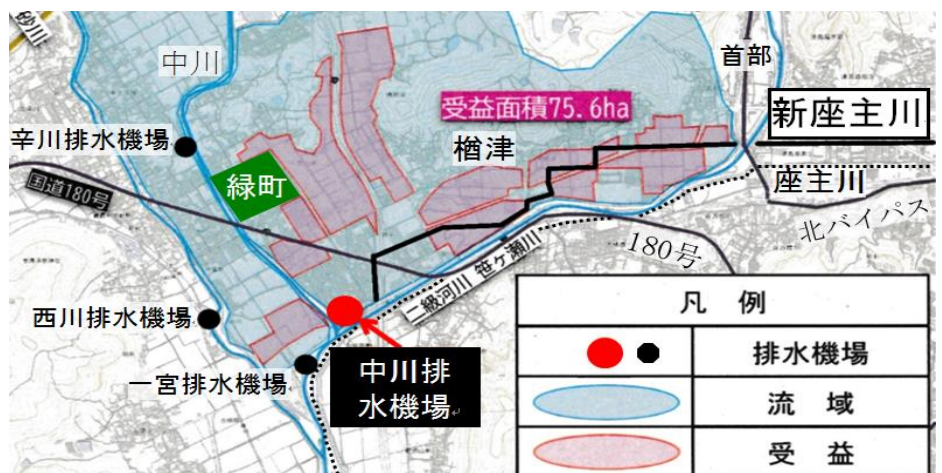 砂川
中川
首部
受益面積75.6ha
新座主川
辛川排水機場
楢津
国道180号
緑町
座主川
北バイパス
180号
二級河川 笹ヶ瀬川
凡 例
西川排水機場
排水機場
一宮排水機場
中川排
水機場
流 域
受 益